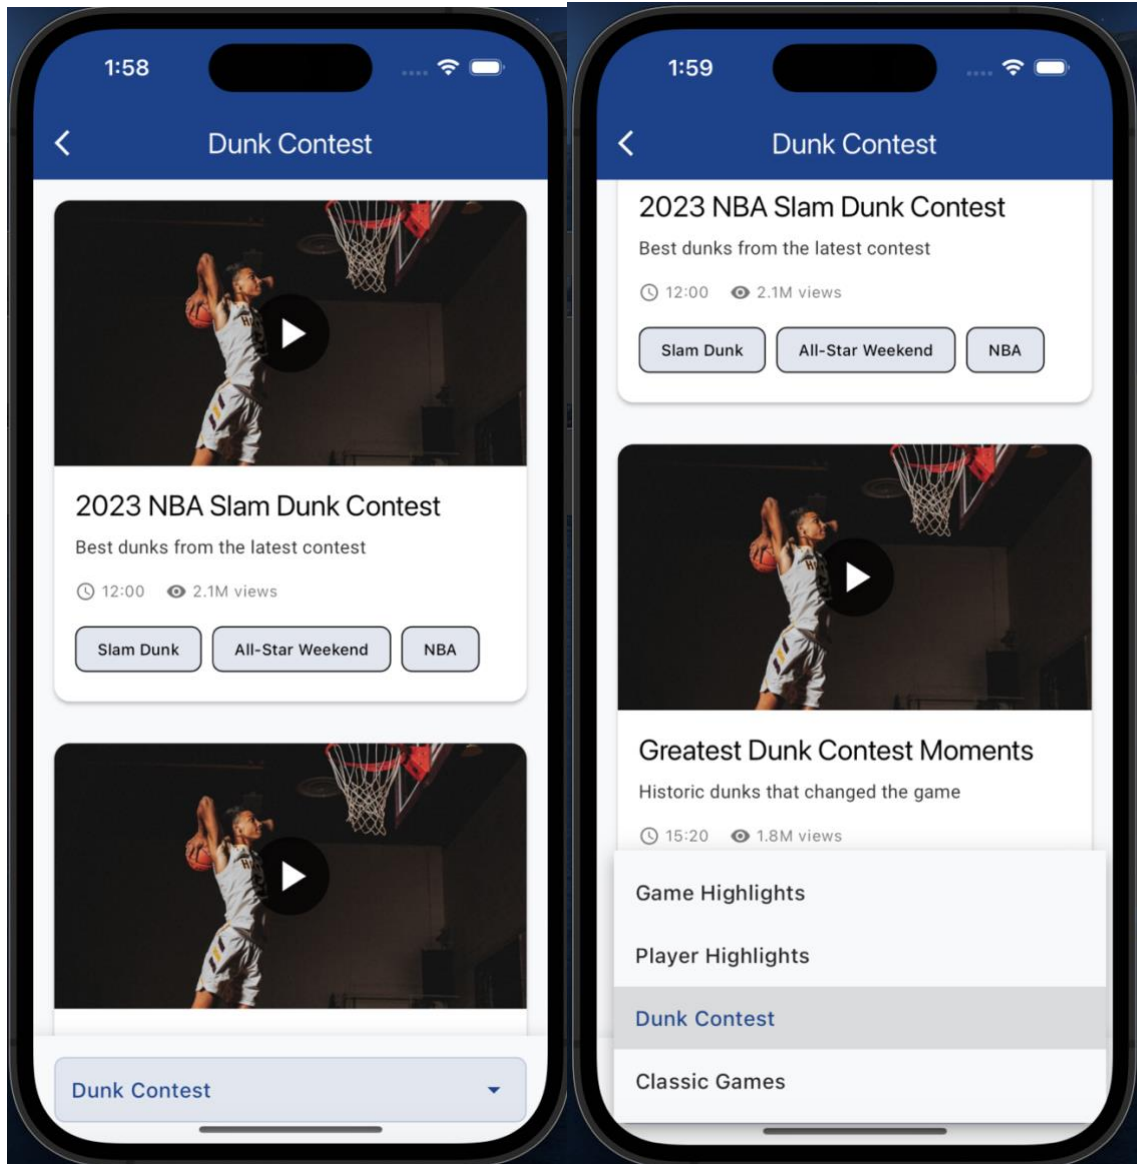 1:58
Dunk Contest
2023 NBA Slam Dunk Contest
Best dunks from the latest contest
12:00 2.1M views
Slam Dunk All-Star Weekend NBA
Dunk Contest
1:59
Dunk Contest
2023 NBA Slam Dunk Contest
Best dunks from the latest contest
12:00 2.1M views
Slam Dunk All-Star Weekend NBA
Greatest Dunk Contest Moments
Historic dunks that changed the game
15:20 1.8M views
Game Highlights
Player Highlights
Dunk Contest
Classic Games